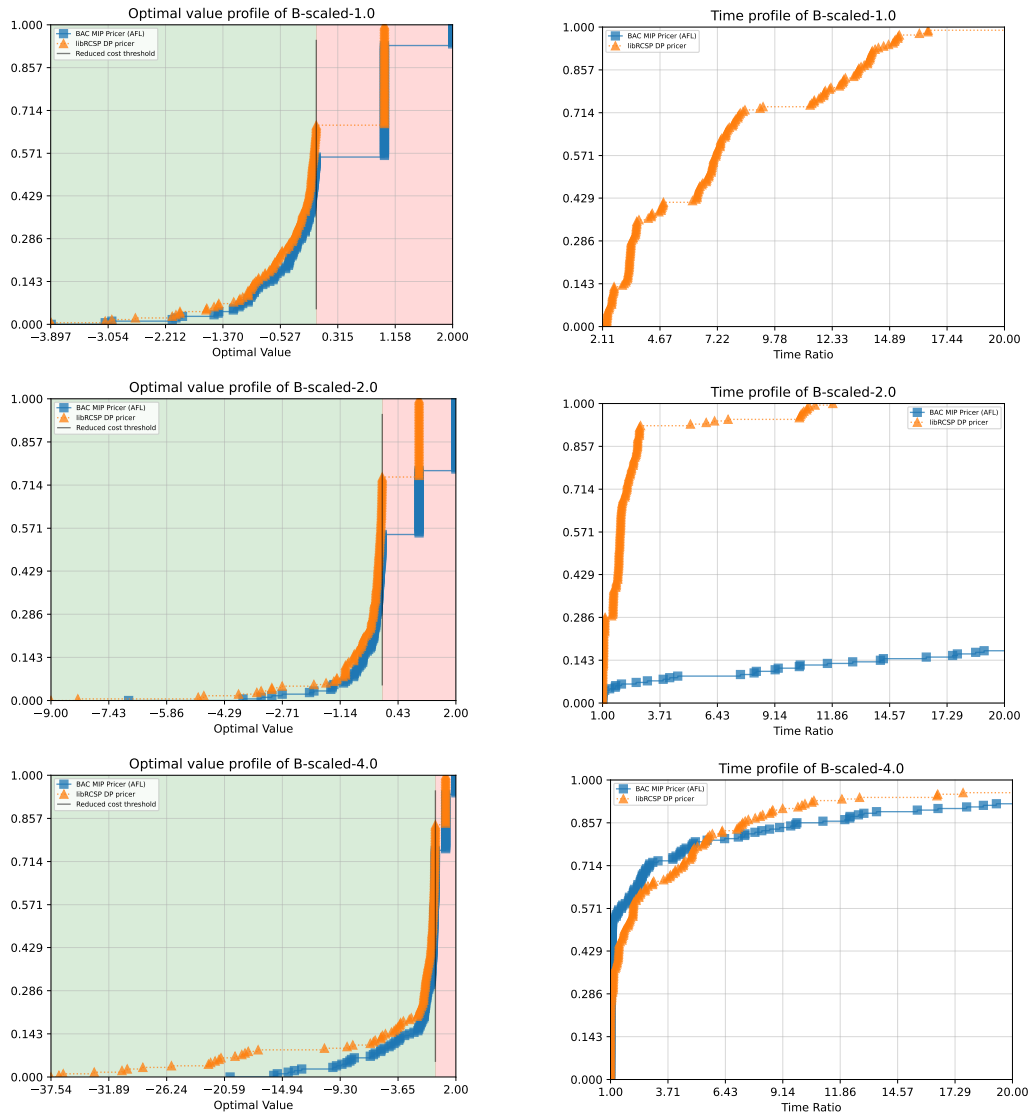 Optimal value profile of B-scaled-1.0
1.000
0.857
0.714
0.571
0.429
0.286
0.143
0.000
BAC MIP Pricer (AFL)
libRCSP DP pricer
Reduced cost threshold
−3.897 −3.054 −2.212 −1.370 −0.527 0.315 1.158 2.000
Optimal Value
Time profile of B-scaled-1.0
1.000
0.857
0.714
0.571
0.429
0.286
0.143
0.000
BAC MIP Pricer (AFL)
libRCSP DP pricer
2.11 4.67 7.22 9.78 12.33 14.89 17.44 20.00
Time Ratio
Optimal value profile of B-scaled-2.0
1.000
0.857
0.714
0.571
0.429
0.286
0.143
0.000
BAC MIP Pricer (AFL)
libRCSP DP pricer
Reduced cost threshold
−9.00 −7.43 −5.86 −4.29 −2.71 −1.14 0.43 2.00
Optimal Value
Time profile of B-scaled-2.0
1.000
0.857
0.714
0.571
0.429
0.286
0.143
0.000
BAC MIP Pricer (AFL)
libRCSP DP pricer
1.00 3.71 6.43 9.14 11.86 14.57 17.29 20.00
Time Ratio
Optimal value profile of B-scaled-4.0
1.000
0.857
0.714
0.571
0.429
0.286
0.143
0.000
BAC MIP Pricer (AFL)
libRCSP DP pricer
Reduced cost threshold
−37.54 −31.89 −26.24 −20.59 −14.94 −9.30 −3.65 2.00
Optimal Value
Time profile of B-scaled-4.0
1.000
0.857
0.714
0.571
0.429
0.286
0.143
0.000
BAC MIP Pricer (AFL)
libRCSP DP pricer
1.00 3.71 6.43 9.14 11.86 14.57 17.29 20.00
Time Ratio